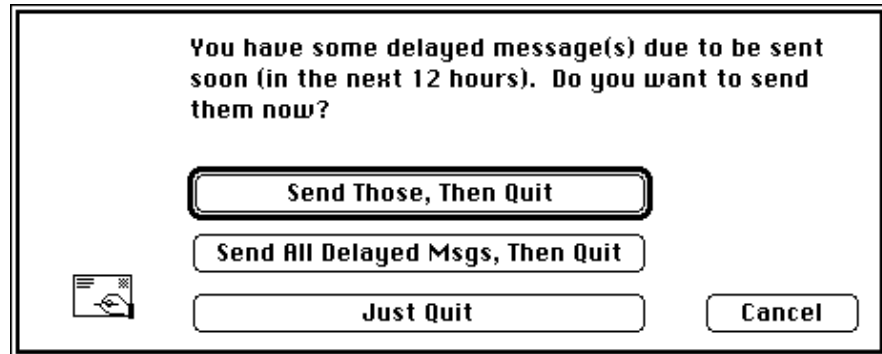 You have some delayed message(s) due to be sent
soon (in the next 12 hours).  Do you want to send
them now?
Send Those, Then Quit
Send All Delayed Msgs, Then Quit
Just Quit
Cancel